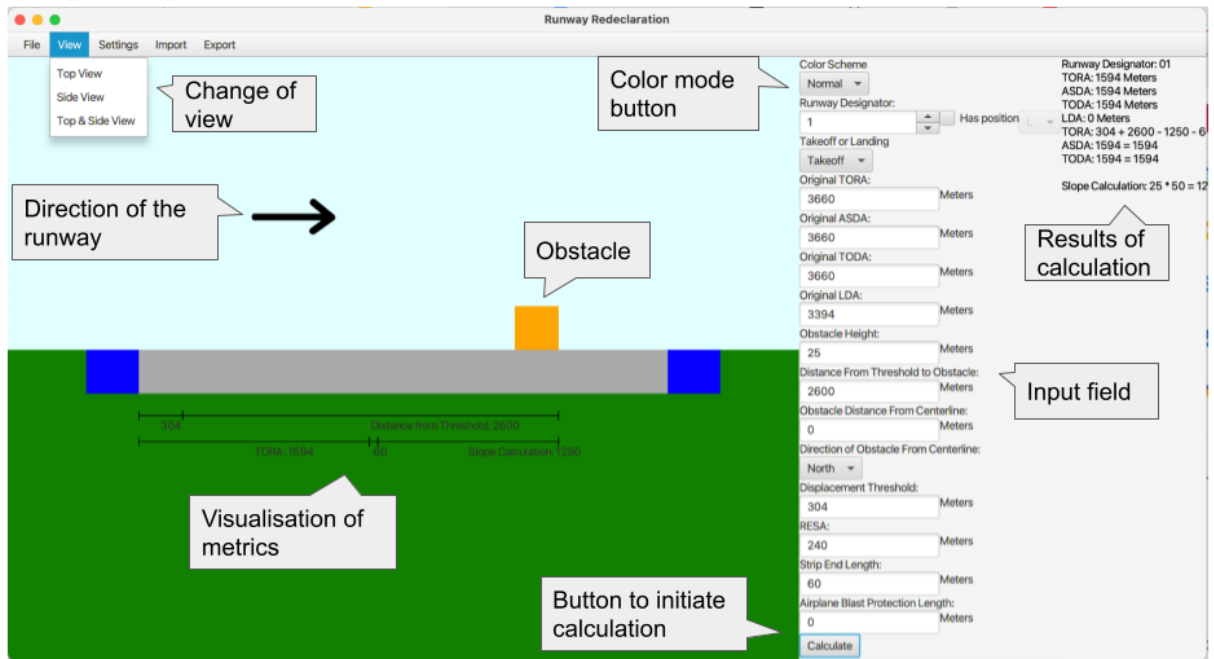 Runway Redeclaration
File View Settings Import Export
Top View
Side View
Top & Side View
Change of
view
Direction of the
runway
Obstacle
304
Distance from Threshold: 2600
TORA: 1594
60
Slope Calculation: 1250
Visualisation of
metrics
Color mode
button
Button to initiate
calculation
Color Scheme
Normal
Runway Designator:
1
Has position
L
Takeoff or Landing
Takeoff
Original TORA:
3660 Meters
Original ASDA:
3660 Meters
Original TODA:
3660 Meters
Original LDA:
3394 Meters
Obstacle Height:
25 Meters
Distance From Threshold to Obstacle:
2600 Meters
Obstacle Distance From Centerline:
0 Meters
Direction of Obstacle From Centerline:
North
Displacement Threshold:
304 Meters
RESA:
240 Meters
Strip End Length:
60 Meters
Airplane Blast Protection Length:
0 Meters
Calculate
Runway Designator: 01
TORA: 1594 Meters
ASDA: 1594 Meters
TODA: 1594 Meters
LDA: 0 Meters
TORA: 304 + 2600 - 1250 - 6
ASDA: 1594 = 1594
TODA: 1594 = 1594
Slope Calculation: 25 * 50 = 12
Results of
calculation
Input field